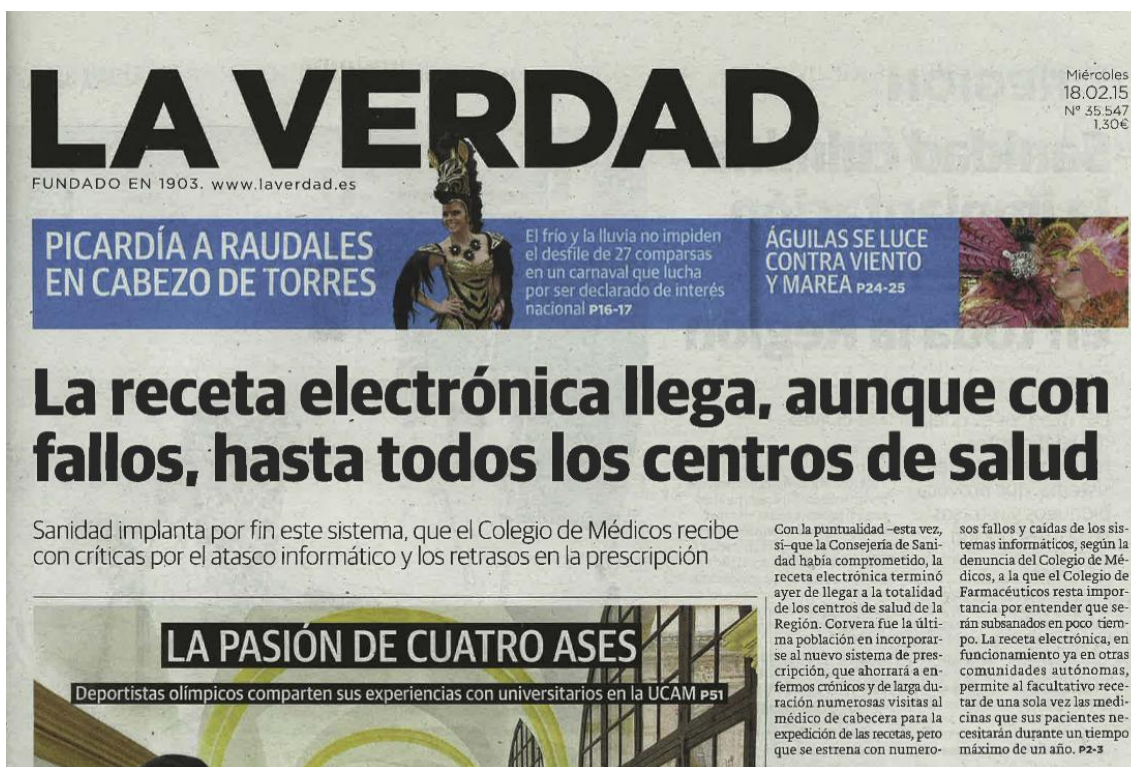 LA VERDAD
Miércoles
18.02.15
Nº 35.547
1,30€
FUNDADO EN 1903. www.laverdad.es
PICARDÍA A RAUDALES
EN CABEZO DE TORRES
El frío y la lluvia no impiden
el desfile de 27 comparsas
en un carnaval que lucha
por ser declarado de interés
nacional P16-17
ÁGUILAS SE LUCE
CONTRA VIENTO
Y MAREA P24-25
La receta electrónica llega, aunque con
fallos, hasta todos los centros de salud
Sanidad implanta por fin este sistema, que el Colegio de Médicos recibe
con críticas por el atasco informático y los retrasos en la prescripción
Con la puntualidad –esta vez,
sí– que la Consejería de Sani-
dad había comprometido, la
receta electrónica terminó
ayer de llegar a la totalidad
de los centros de salud de la
Región. Corvera fue la últi-
ma población en incorporar-
se al nuevo sistema de pres-
cripción, que ahorrará a en-
fermos crónicos y de larga du-
ración numerosas visitas al
médico de cabecera para la
expedición de las recetas, pero
que se estrena con numero-
sos fallos y caídas de los sis-
temas informáticos, según la
denuncia del Colegio de Mé-
dicos, a la que el Colegio de
Farmacéuticos resta impor-
tancia por entender que se-
rán subsanados en poco tiem-
po. La receta electrónica, en
funcionamiento ya en otras
comunidades autónomas,
permite al facultativo rece-
tar de una sola vez las medi-
cinas que sus pacientes ne-
cesitarán durante un tiempo
máximo de un año. P2-3
LA PASIÓN DE CUATRO ASES
Deportistas olímpicos comparten sus experiencias con universitarios en la UCAM P51